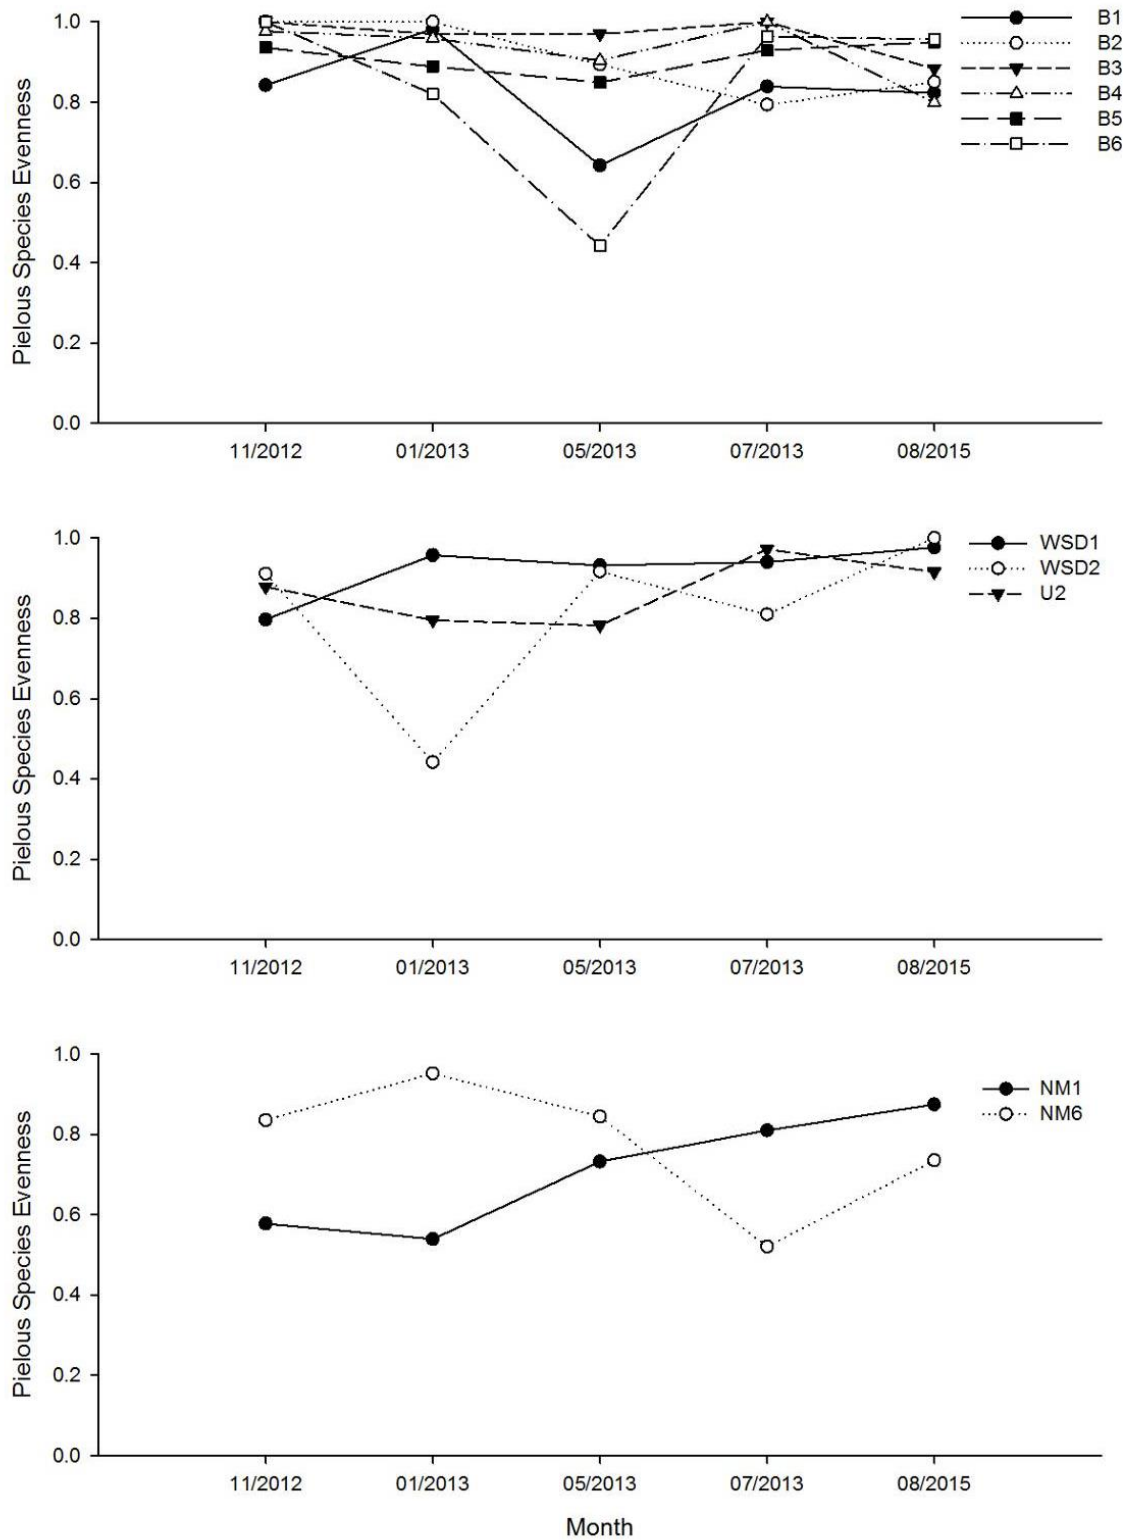 Pielous Species Evenness
1.0
0.8
0.6
0.4
0.2
0.0
11/2012 01/2013 05/2013 07/2013 08/2015
B1
B2
B3
B4
B5
B6
Pielous Species Evenness
1.0
0.8
0.6
0.4
0.2
0.0
11/2012 01/2013 05/2013 07/2013 08/2015
WSD1
WSD2
U2
Pielous Species Evenness
1.0
0.8
0.6
0.4
0.2
0.0
11/2012 01/2013 05/2013 07/2013 08/2015
NM1
NM6
Month